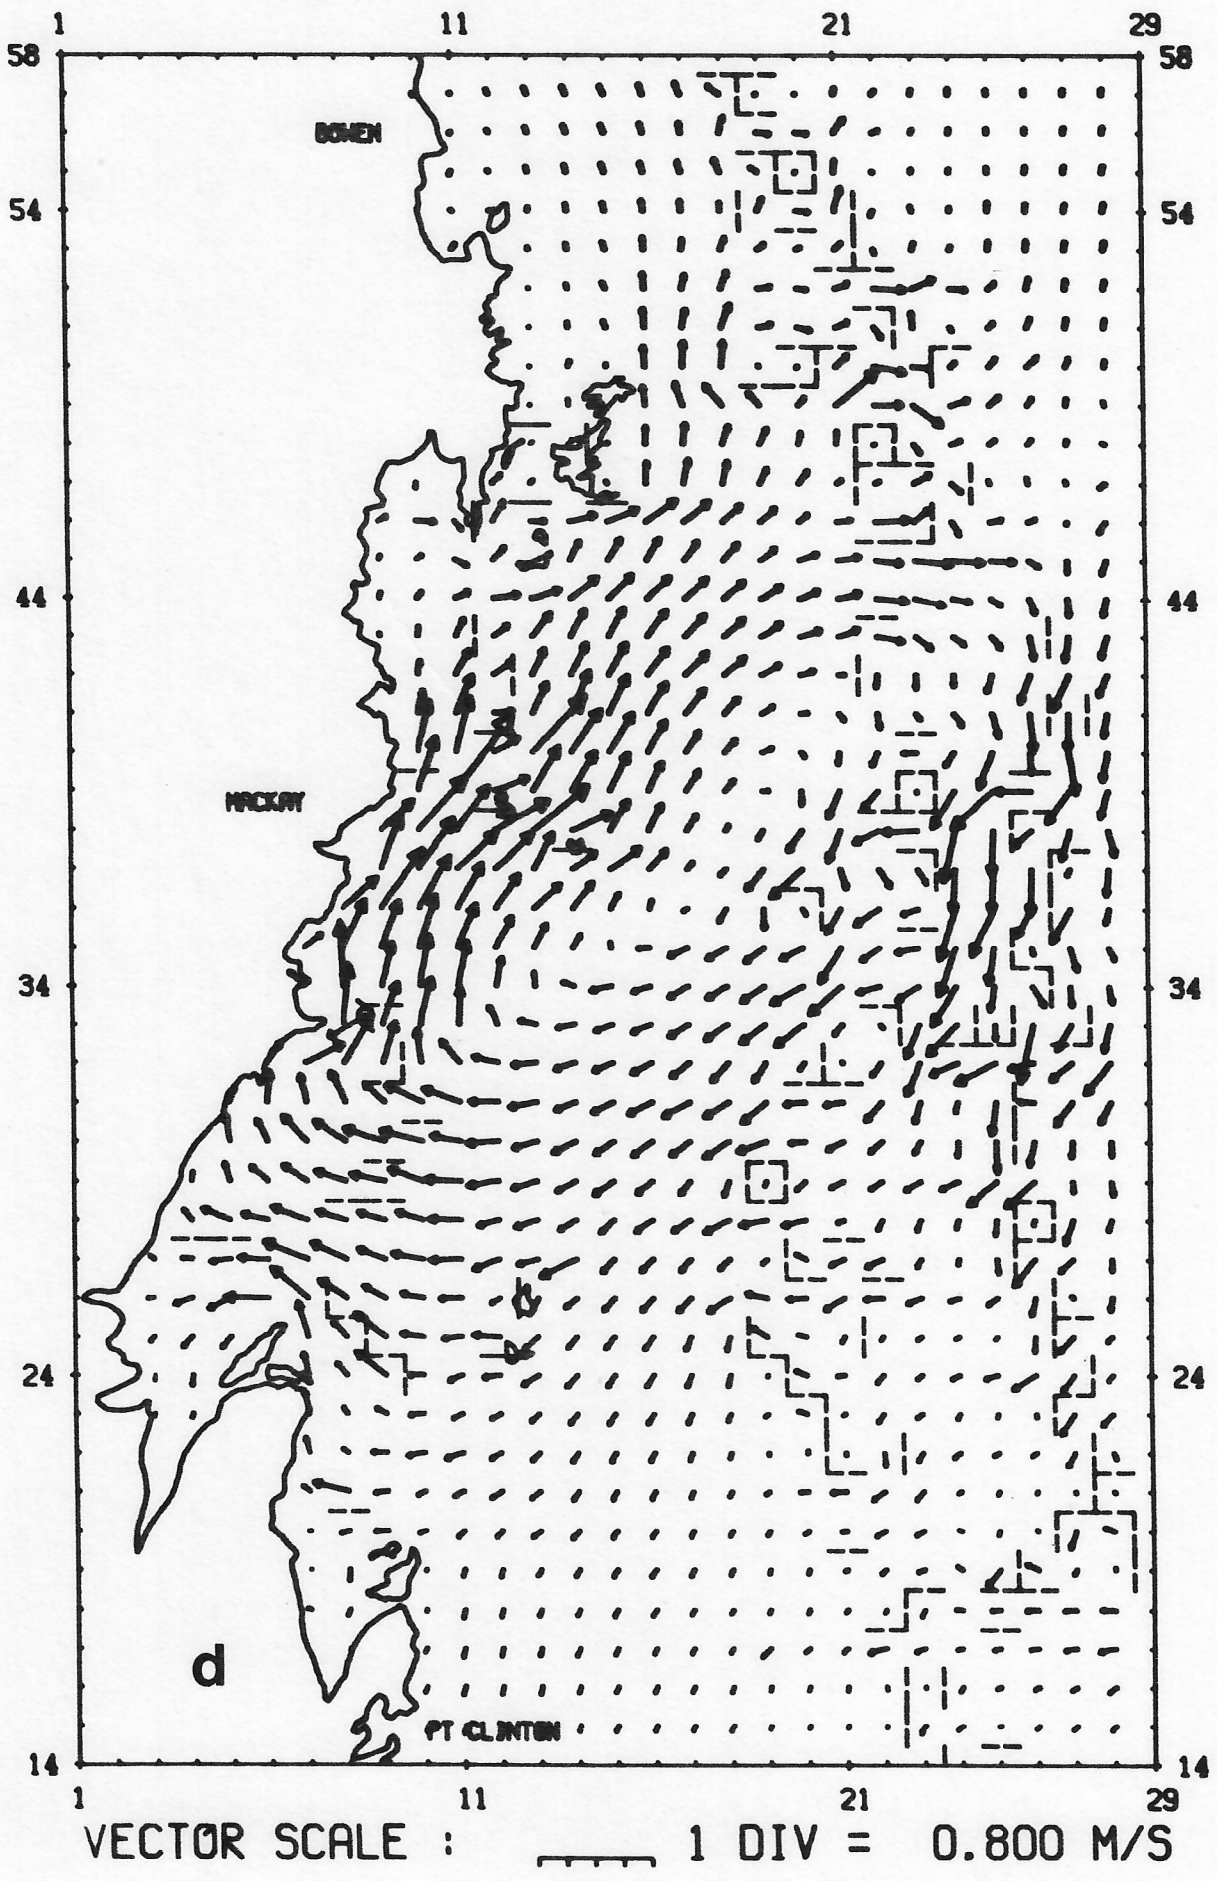 1 11 21 29
58 58
BOWEN
54 54
44 44
MACKAY
34 34
24 24
d
PT CLINTON
14 14
1 11 21 29
VECTOR SCALE : 1 DIV = 0.800 M/S